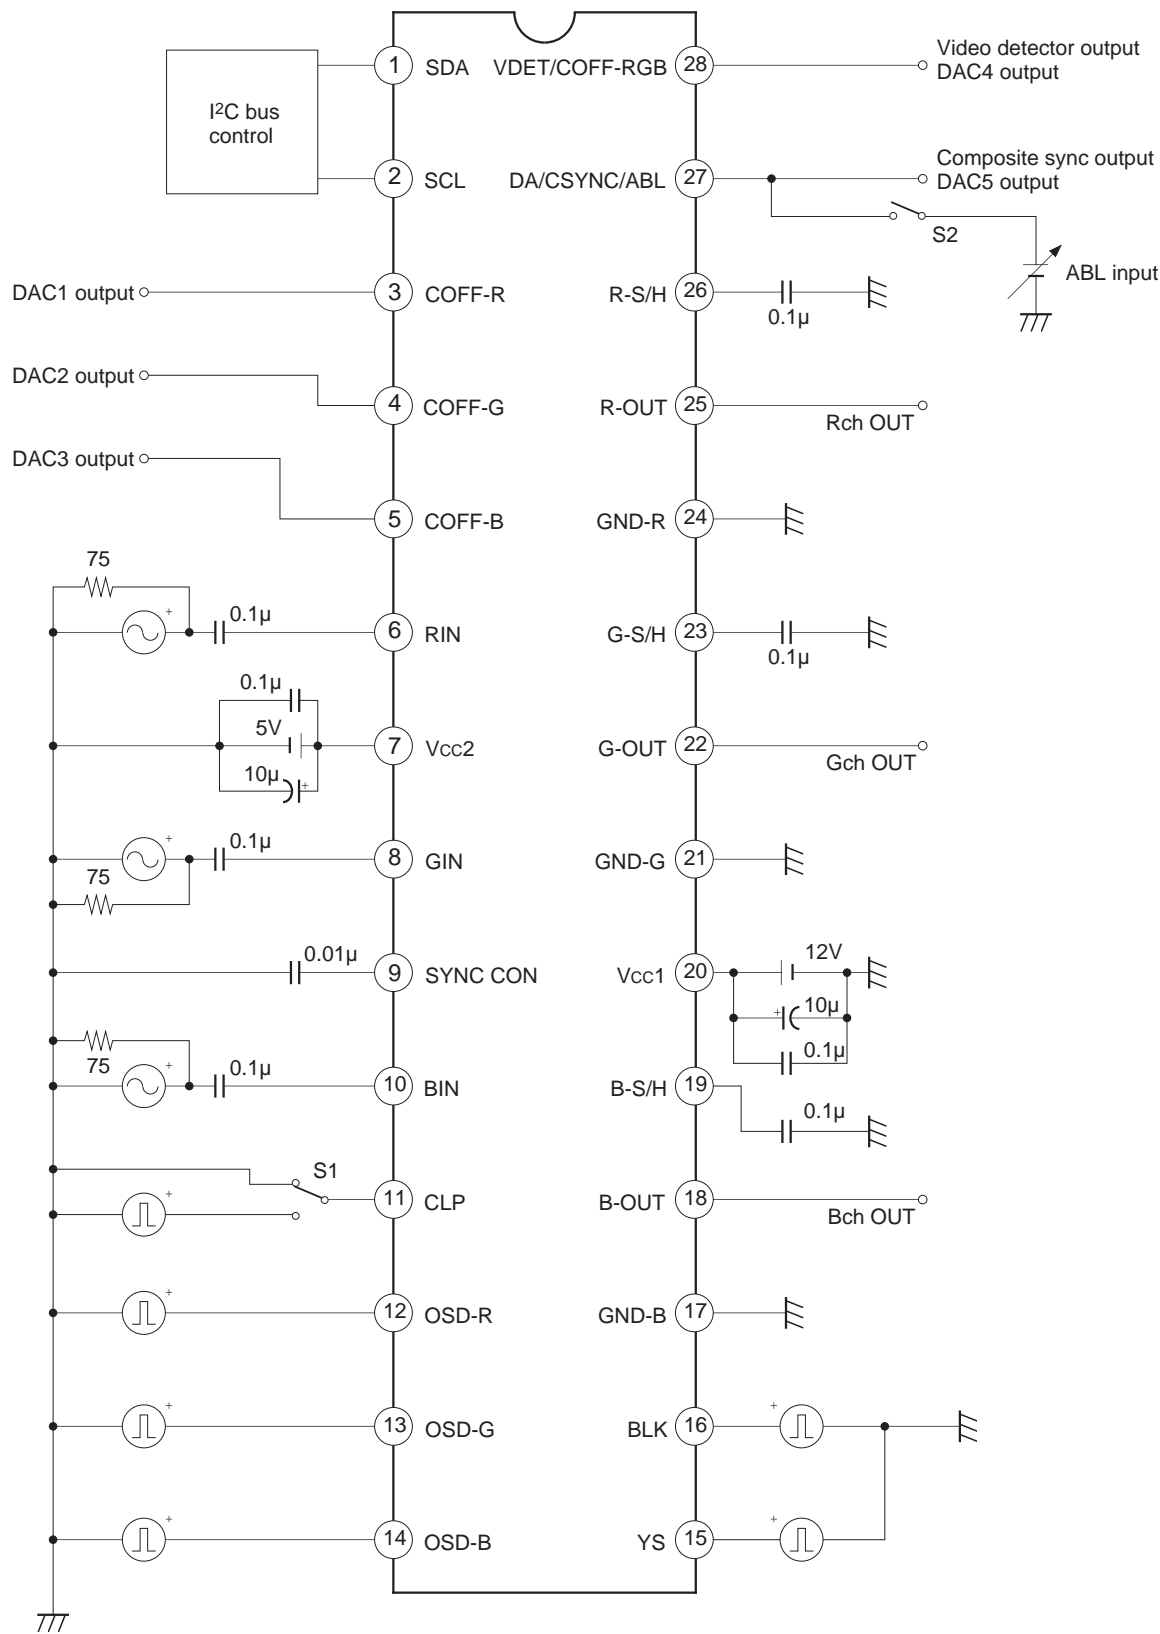 1 SDA
VDET/COFF-RGB 28
Video detector output
DAC4 output
I²C bus
control
2 SCL
DA/CSYNC/ABL 27
Composite sync output
DAC5 output
S2
ABL input
DAC1 output
3 COFF-R
R-S/H 26
0.1µ
DAC2 output
4 COFF-G
R-OUT 25
Rch OUT
DAC3 output
5 COFF-B
GND-R 24
75
+
0.1µ
6 RIN
G-S/H 23
0.1µ
0.1µ
5V
10µ
+
7 Vcc2
G-OUT 22
Gch OUT
+
0.1µ
75
8 GIN
GND-G 21
0.01µ
9 SYNC CON
Vcc1 20
12V
+
10µ
0.1µ
75
+
0.1µ
10 BIN
B-S/H 19
0.1µ
S1
+
11 CLP
B-OUT 18
Bch OUT
+
12 OSD-R
GND-B 17
+
13 OSD-G
BLK 16
+
+
14 OSD-B
YS 15
+